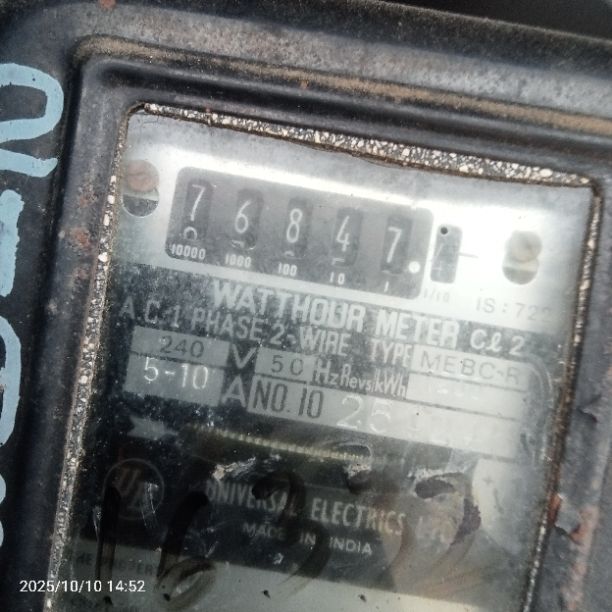 7 6 8 4 7
10000 1000 100 10 1 1/10
IS:722
WATTHOUR METER Cl 2
A.C. 1 PHASE 2-WIRE TYPE MEBC-R
240 V 50 Hz Revs/kWh
5-10 A NO. 10 25
UNIVERSAL ELECTRICS
MADE IN INDIA
2025/10/10 14:52